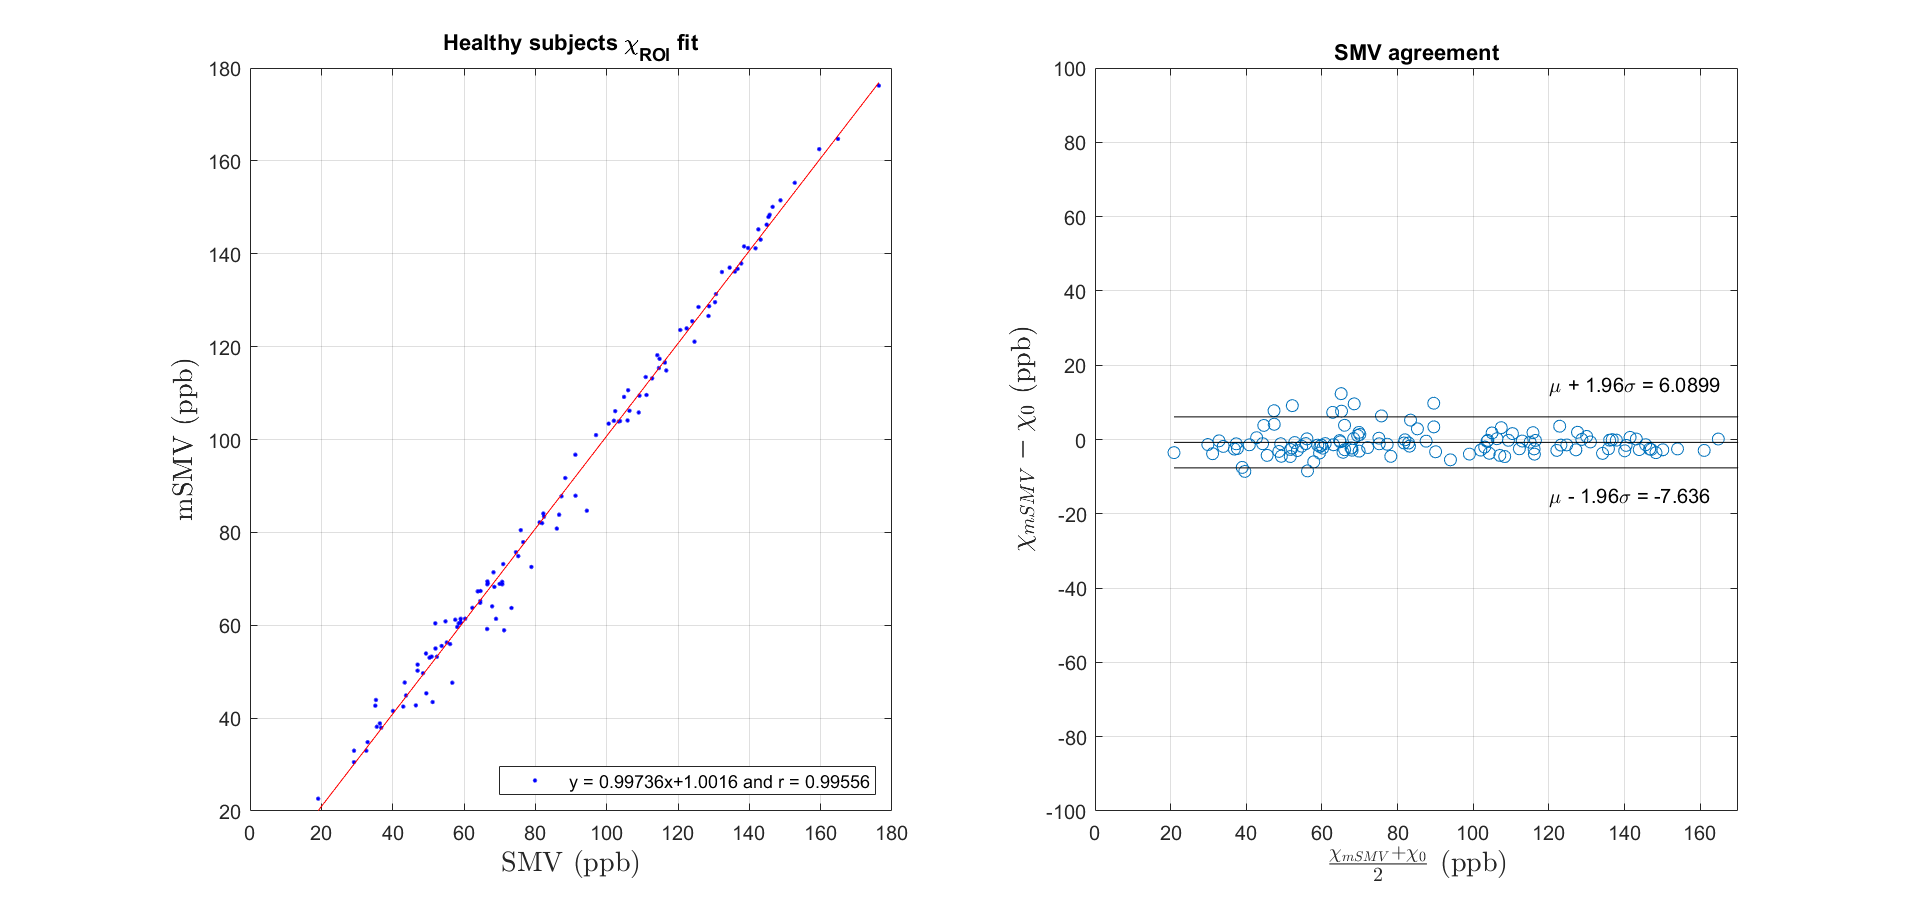 Healthy subjects χROI fit
180
160
140
120
100
80
60
40
20
mSMV (ppb)
y = 0.99736x+1.0016 and r = 0.99556
0 20 40 60 80 100 120 140 160 180
SMV (ppb)
SMV agreement
100
80
60
40
20
0
-20
-40
-60
-80
-100
χmSMV − χ0 (ppb)
μ + 1.96σ = 6.0899
μ - 1.96σ = -7.636
0 20 40 60 80 100 120 140 160
χmSMV+χ0
2
(ppb)